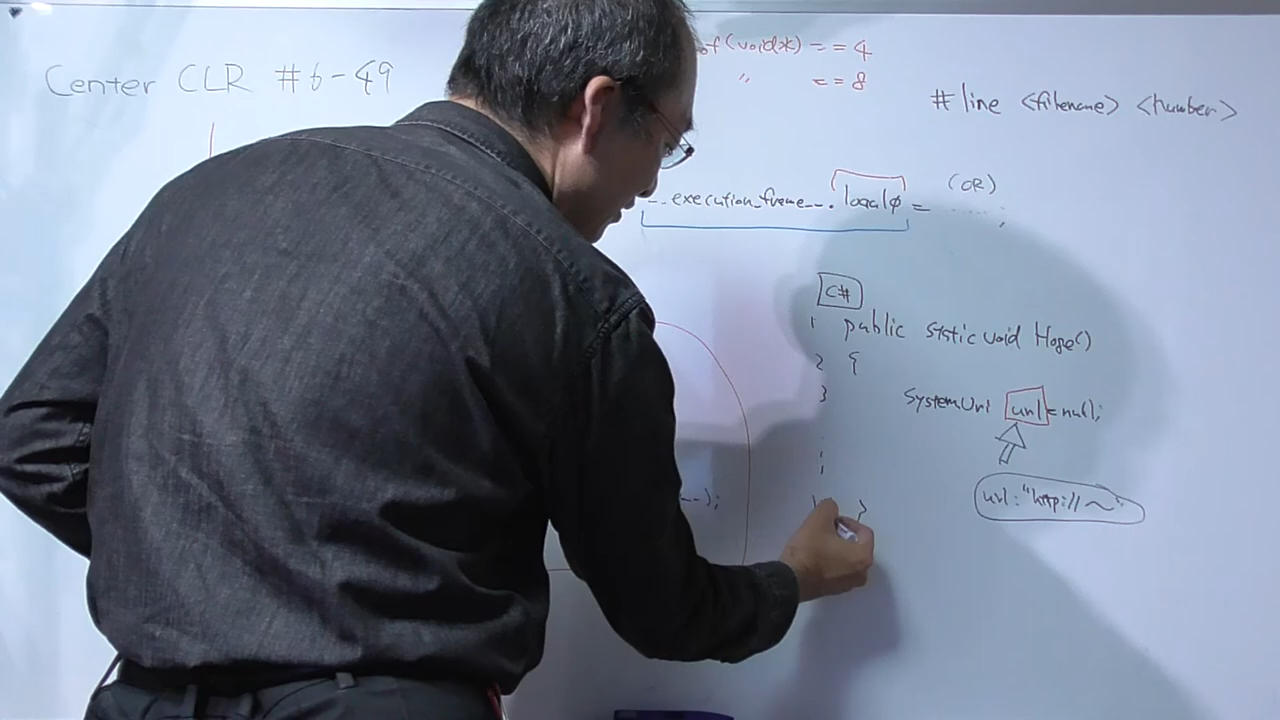 Center CLR #6-49
of(void*) == 4
〃 == 8
#line <filename> <number>
__execution_frame__. local0 =
(OR)
...... ;
C#
1 public static void Hoge()
2 {
3 System.Uri url = null;
url : "http://~"
--);
}